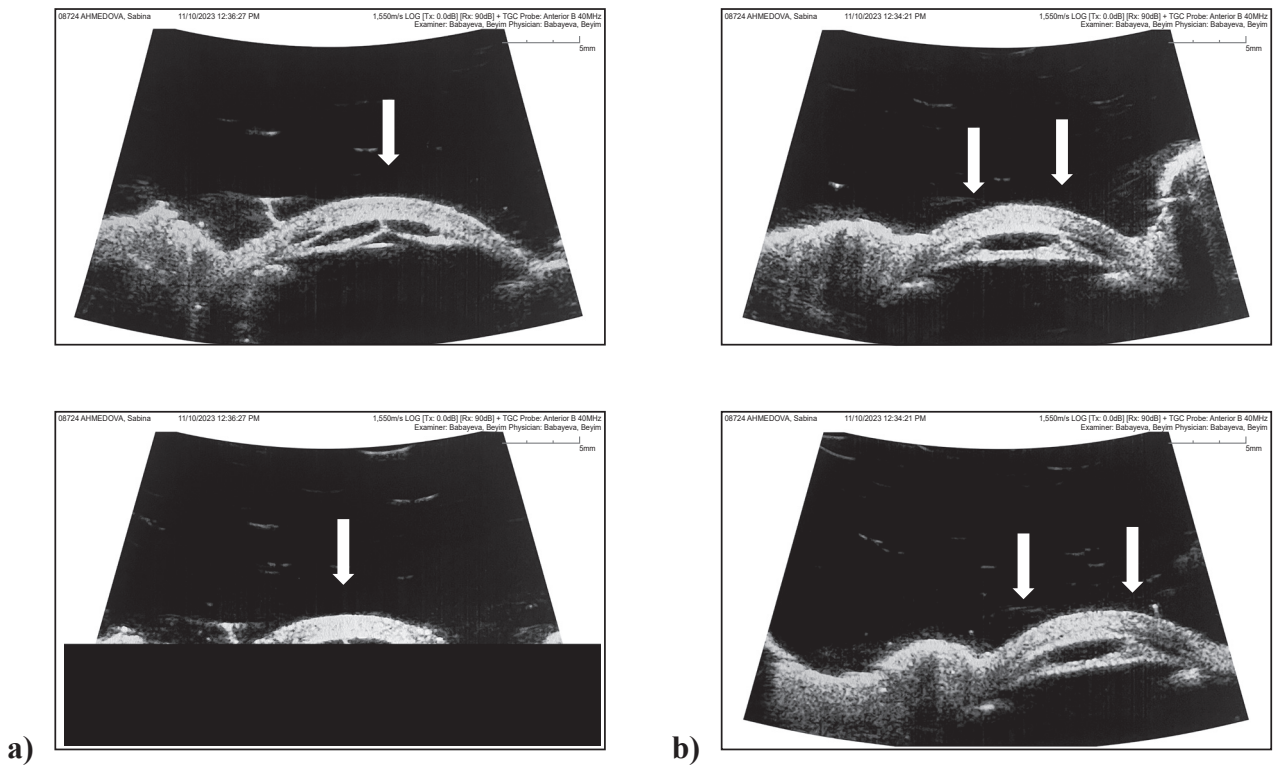 08724 AHMEDOVA, Sabina 11/10/2023 12:36:27 PM 1,550m/s LOG [Tx: 0.0dB] [Rx: 90dB] + TGC Probe: Anterior B 40MHz
Examiner: Babayeva, Beyim Physician: Babayeva, Beyim
5mm
08724 AHMEDOVA, Sabina 11/10/2023 12:34:21 PM 1,550m/s LOG [Tx: 0.0dB] [Rx: 90dB] + TGC Probe: Anterior B 40MHz
Examiner: Babayeva, Beyim Physician: Babayeva, Beyim
5mm
08724 AHMEDOVA, Sabina 11/10/2023 12:36:27 PM 1,550m/s LOG [Tx: 0.0dB] [Rx: 90dB] + TGC Probe: Anterior B 40MHz
Examiner: Babayeva, Beyim Physician: Babayeva, Beyim
5mm
a)
08724 AHMEDOVA, Sabina 11/10/2023 12:34:21 PM 1,550m/s LOG [Tx: 0.0dB] [Rx: 90dB] + TGC Probe: Anterior B 40MHz
Examiner: Babayeva, Beyim Physician: Babayeva, Beyim
5mm
b)